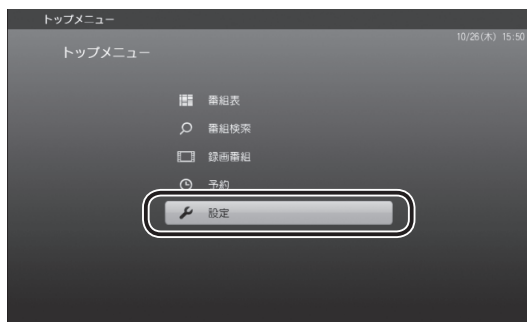 トップメニュー
10/26(木) 15:50
トップメニュー
番組表
番組検索
録画番組
予約
設定